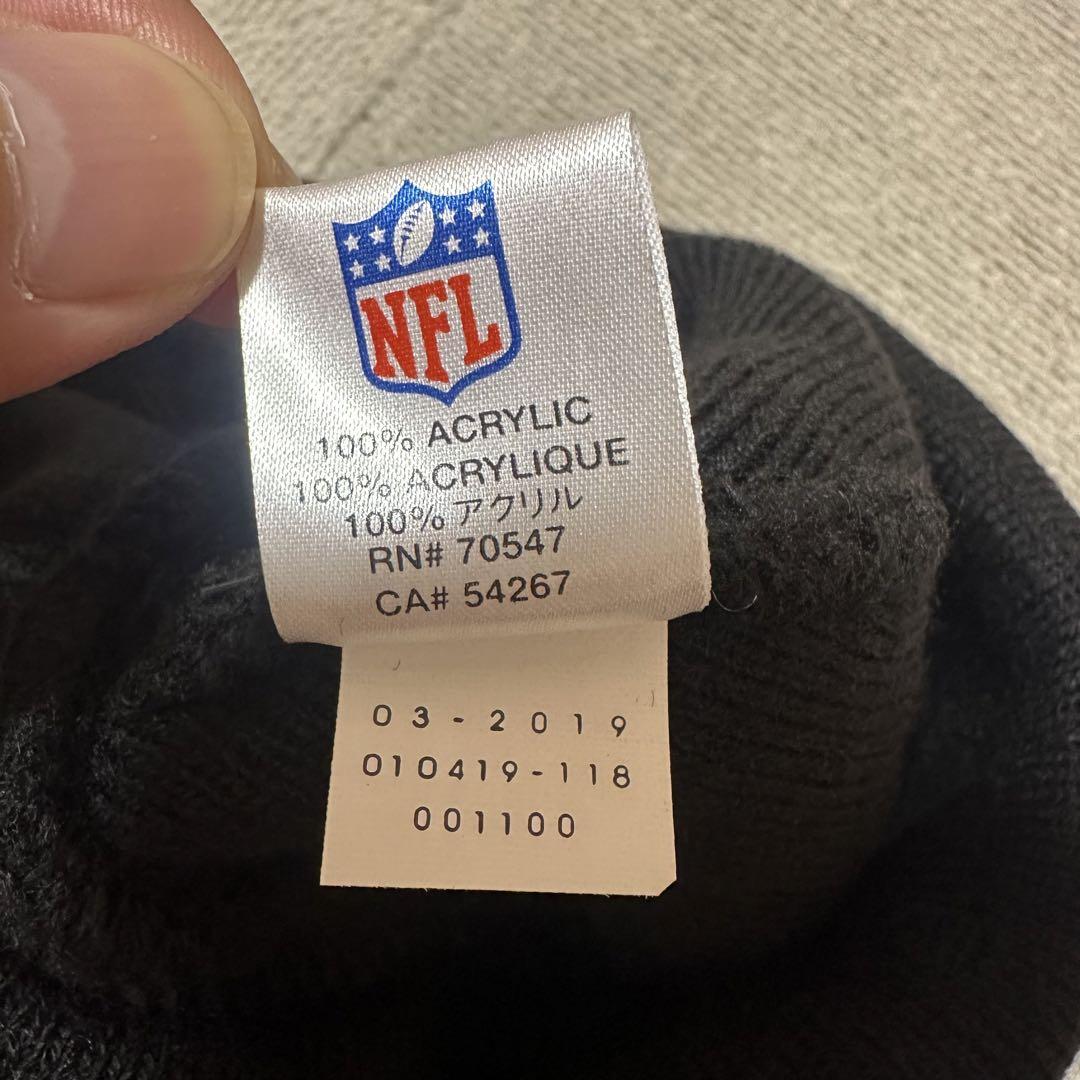 NFL
100% ACRYLIC
100% ACRYLIQUE
100% アクリル
RN# 70547
CA# 54267
03-2019
010419-118
001100